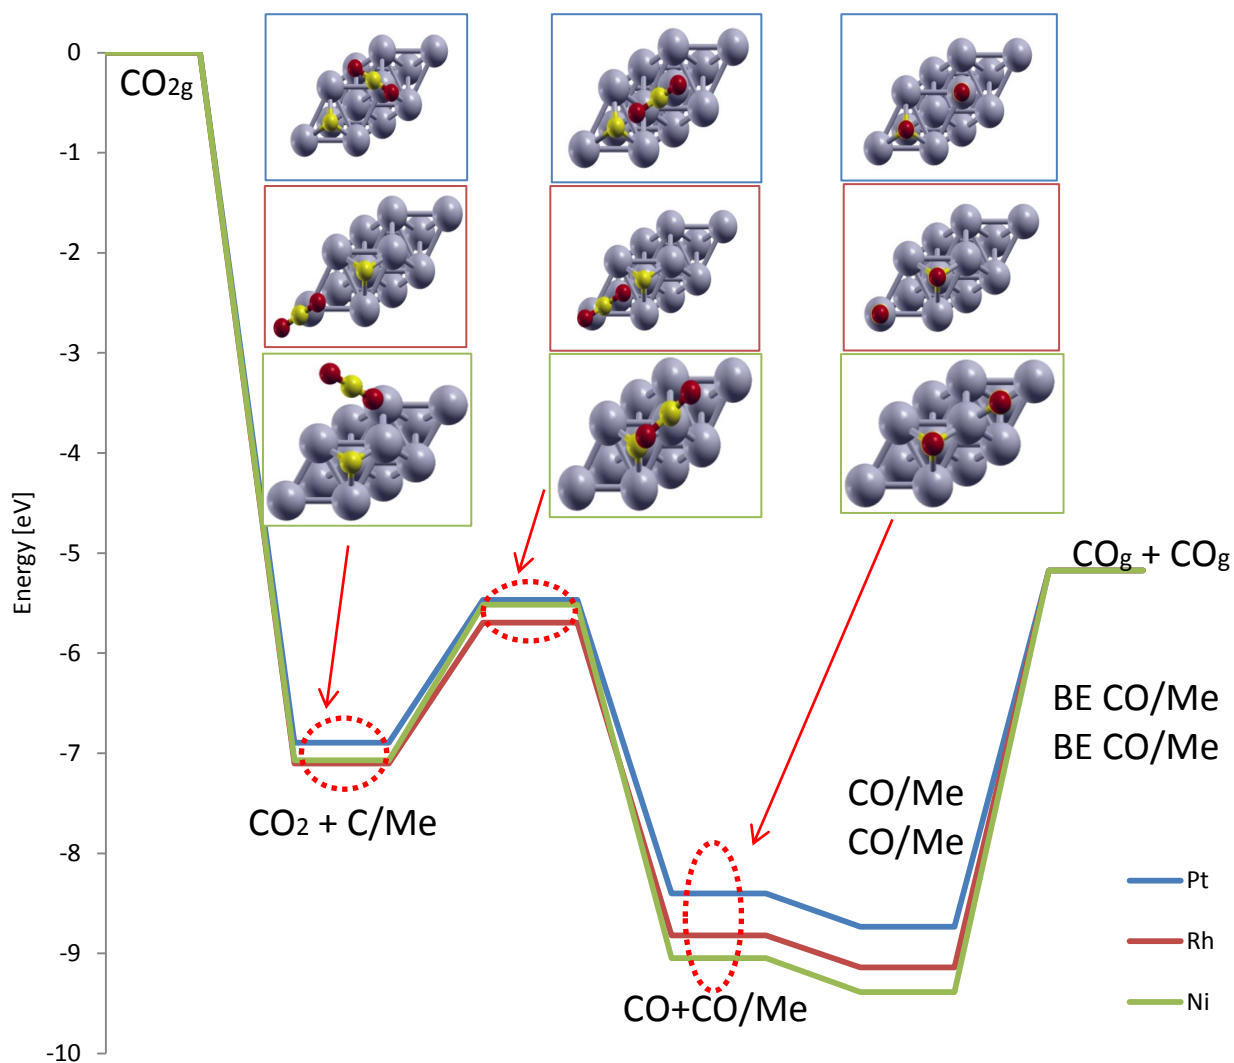 0
CO2g
-1
-2
-3
-4
-5
-6
-7
-8
-9
-10
Energy [eV]
CO2 + C/Me
CO+CO/Me
CO/Me
CO/Me
COg + COg
BE CO/Me
BE CO/Me
Pt
Rh
Ni